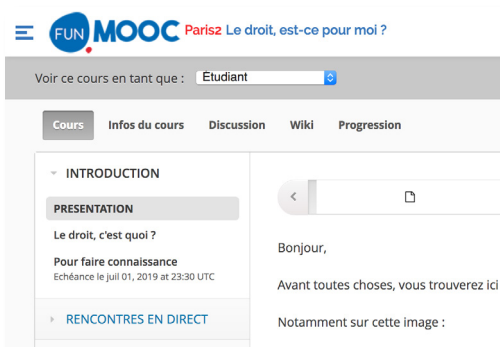 FUN MOOC Paris2 Le droit, est-ce pour moi ?
Voir ce cours en tant que : Etudiant
Cours Infos du cours Discussion Wiki Progression
INTRODUCTION
PRESENTATION
Le droit, c'est quoi ?
Pour faire connaissance
Echéance le juil 01, 2019 at 23:30 UTC
RENCONTRES EN DIRECT
Bonjour,
Avant toutes choses, vous trouverez ici
Notamment sur cette image :